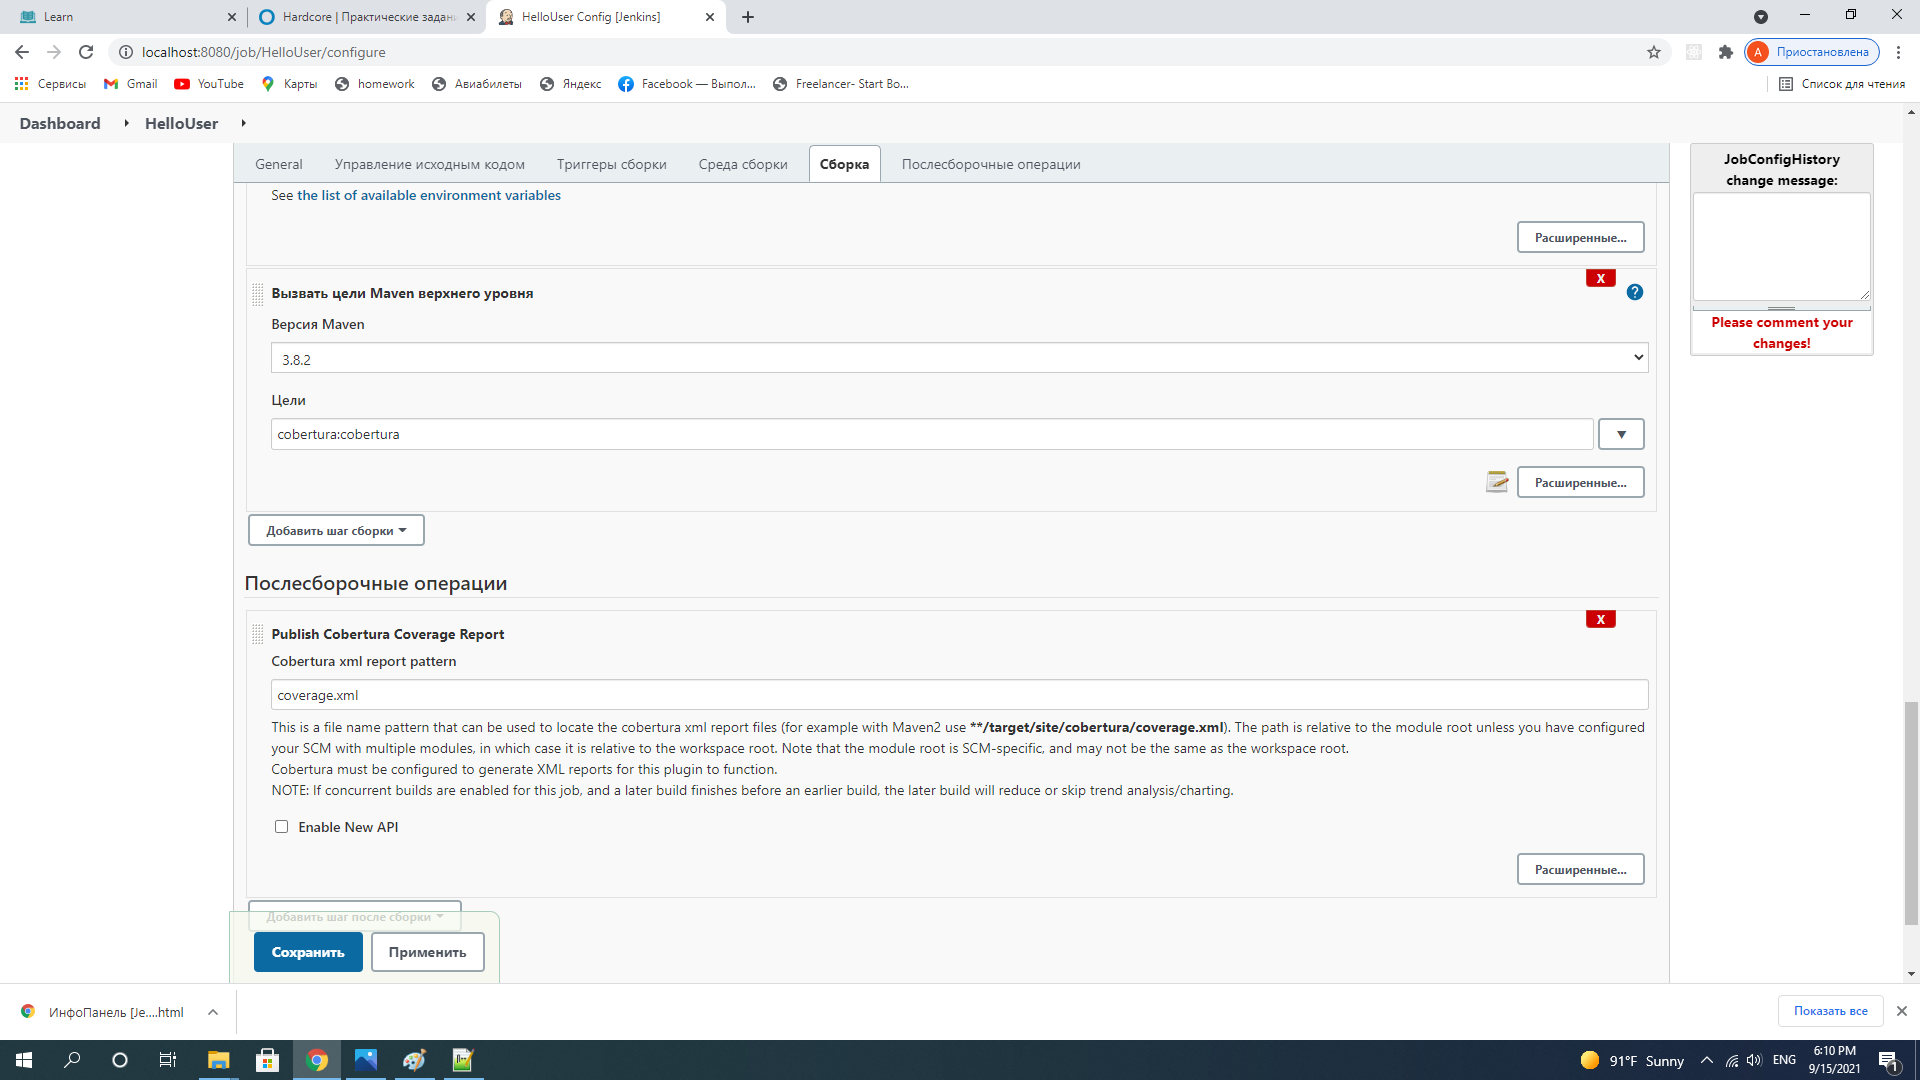 Learn
Hardcore | Практические задани
HelloUser Config [Jenkins]
localhost:8080/job/HelloUser/configure
А
Приостановлена
Сервисы
Gmail
YouTube
Карты
homework
Авиабилеты
Яндекс
Facebook — Выпол...
Freelancer- Start Bo...
Список для чтения
Dashboard
HelloUser
General
Управление исходным кодом
Триггеры сборки
Среда сборки
Сборка
Послесборочные операции
JobConfigHistory
change message:
Please comment your
changes!
See the list of available environment variables
Расширенные...
X
Вызвать цели Maven верхнего уровня
?
Версия Maven
3.8.2
Цели
cobertura:cobertura
▼
Расширенные...
Добавить шаг сборки
Послесборочные операции
X
Publish Cobertura Coverage Report
Cobertura xml report pattern
coverage.xml
This is a file name pattern that can be used to locate the cobertura xml report files (for example with Maven2 use **/target/site/cobertura/coverage.xml). The path is relative to the module root unless you have configured
your SCM with multiple modules, in which case it is relative to the workspace root. Note that the module root is SCM-specific, and may not be the same as the workspace root.
Cobertura must be configured to generate XML reports for this plugin to function.
NOTE: If concurrent builds are enabled for this job, and a later build finishes before an earlier build, the later build will reduce or skip trend analysis/charting.
Enable New API
Расширенные...
Добавить шаг после сборки
Сохранить
Применить
ИнфоПанель [Je....html
Показать все
91°F Sunny
ENG
6:10 PM
9/15/2021
1